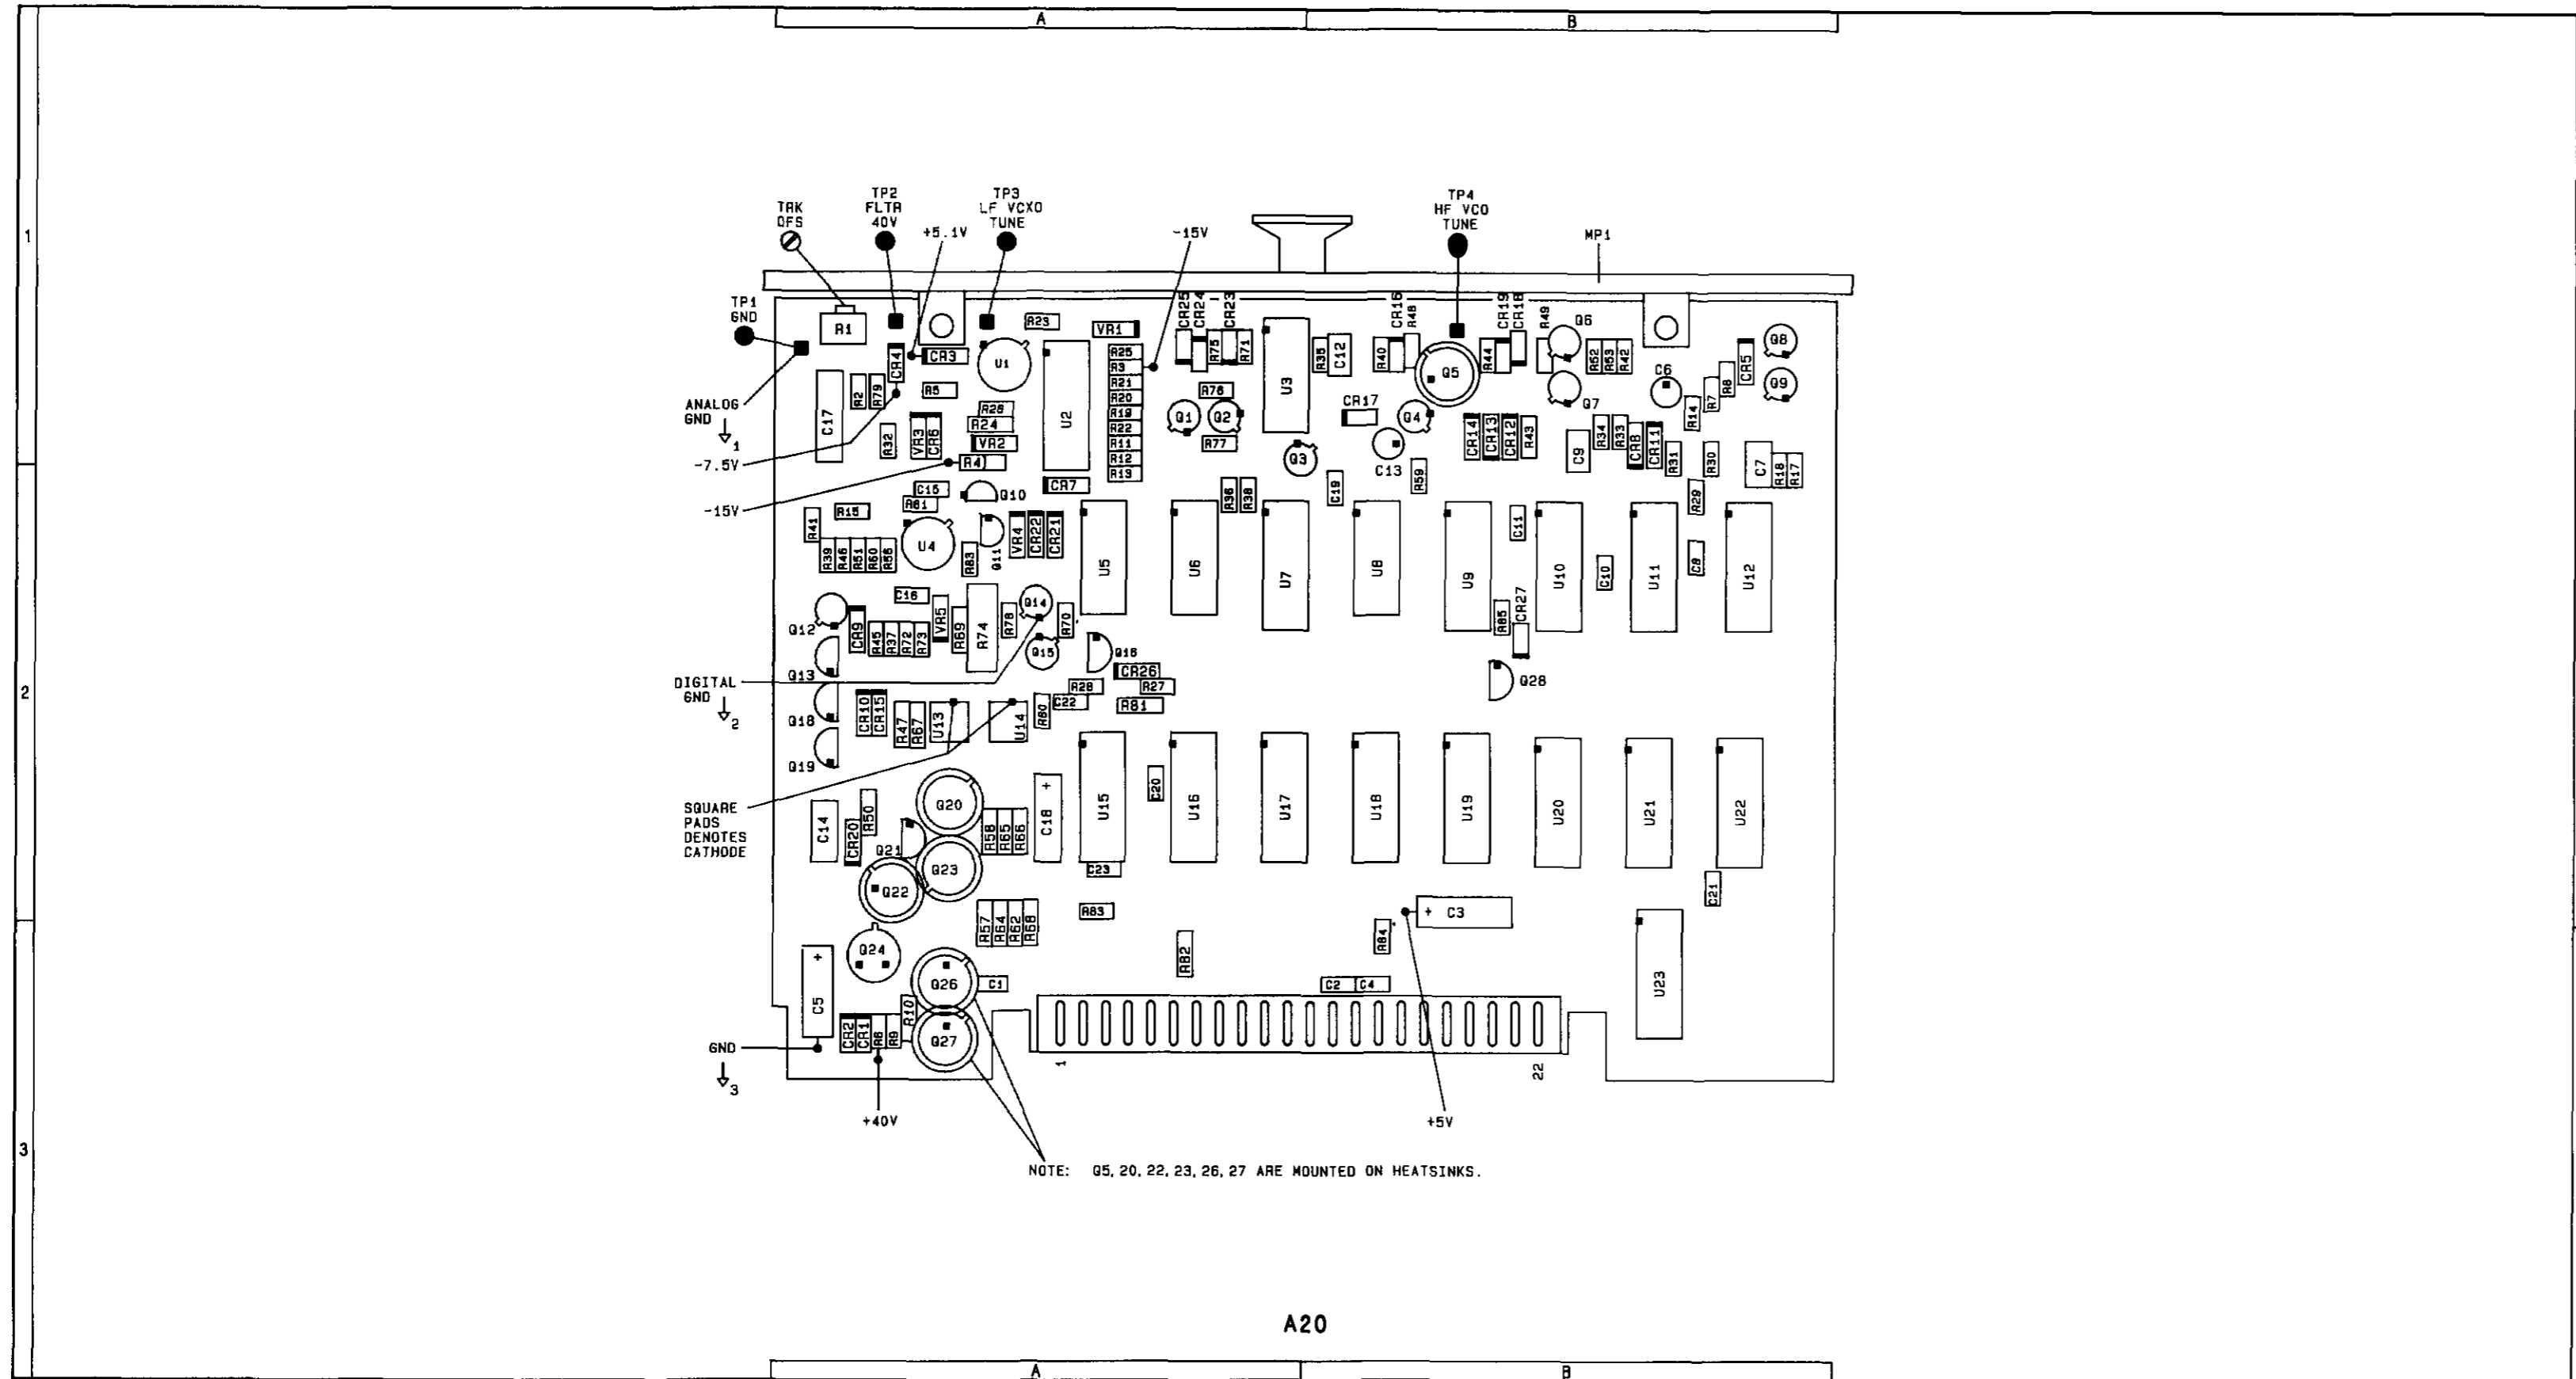 A
B
1
2
3
TRK
OFS
TP2
FLTR
40V
TP3
LF VCXO
TUNE
+5.1V
-15V
TP4
HF VCO
TUNE
MP1
TP1
GND
R1
R23
VR1
CR25
CR24
CR23
CR16
R48
CR19
CR18
R49
Q6
Q8
CR4
CR3
U1
R25
R3
R21
R20
R19
R22
R11
R12
R13
R75
R71
U3
R35
C12
R40
Q5
R44
R52
R53
R42
C6
CR5
R8
R7
Q9
C17
R2
R79
R5
U2
R76
Q1
Q2
R77
CR17
Q4
Q7
R14
ANALOG
GND
1
-7.5V
R32
VR3
CR6
R24
VR2
R4
Q3
C13
R59
CR14
CR13
CR12
R43
C9
R34
R33
CR8
CR11
R31
R30
C7
R18
R17
C15
Q10
CR7
R36
R38
C19
R29
-15V
R41
R15
R61
U4
Q11
VR4
CR22
CR21
U5
U6
U7
U8
U9
C11
U10
C10
U11
U12
R39
R46
R51
R60
C16
VR5
R69
R74
R78
Q14
R70
Q12
CR9
R45
R37
R72
R73
Q15
Q16
R85
CR27
Q13
CR26
R27
DIGITAL
GND
2
Q18
CR10
CR15
R47
R67
U13
U14
R80
C22
R81
Q28
Q19
SQUARE
PADS
DENOTES
CATHODE
C14
CR20
R50
Q20
Q21
R58
R65
R66
+
C18
U15
C20
U16
U17
U18
U19
U20
U21
U22
Q23
Q22
C23
C21
R57
R64
R62
R68
R83
R82
R84
+ C3
Q24
+
C5
Q26
C1
C2
C4
U23
R10
CR2
CR1
R6
R9
Q27
GND
3
1
22
+40V
+5V
NOTE: Q5, 20, 22, 23, 26, 27 ARE MOUNTED ON HEATSINKS.
A20
A
B